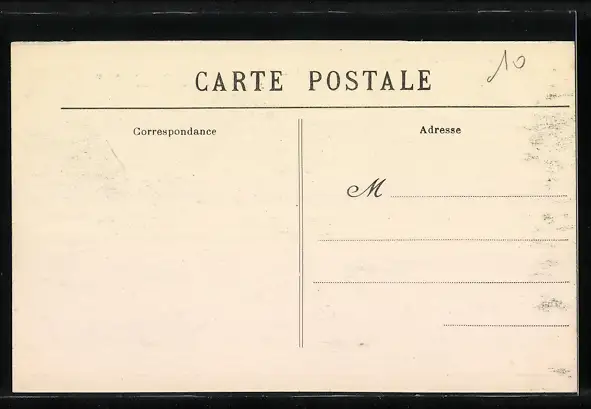 10
CARTE POSTALE
Correspondance
Adresse
M